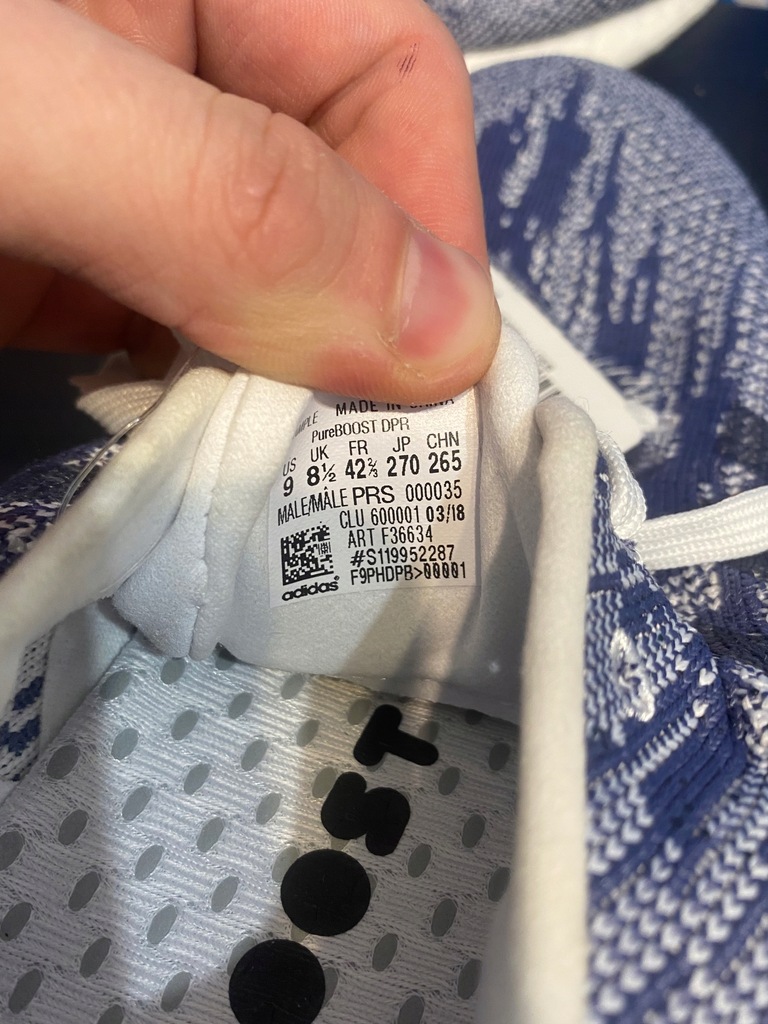 MADE IN CHINA
PureBOOST DPR
US UK FR JP CHN
9 8½ 42⅔ 270 265
MALE/MÂLE PRS 000035
CLU 600001 03/18
ART F36634
#S119952287
F9PHDPB>00001
adidas
OOST